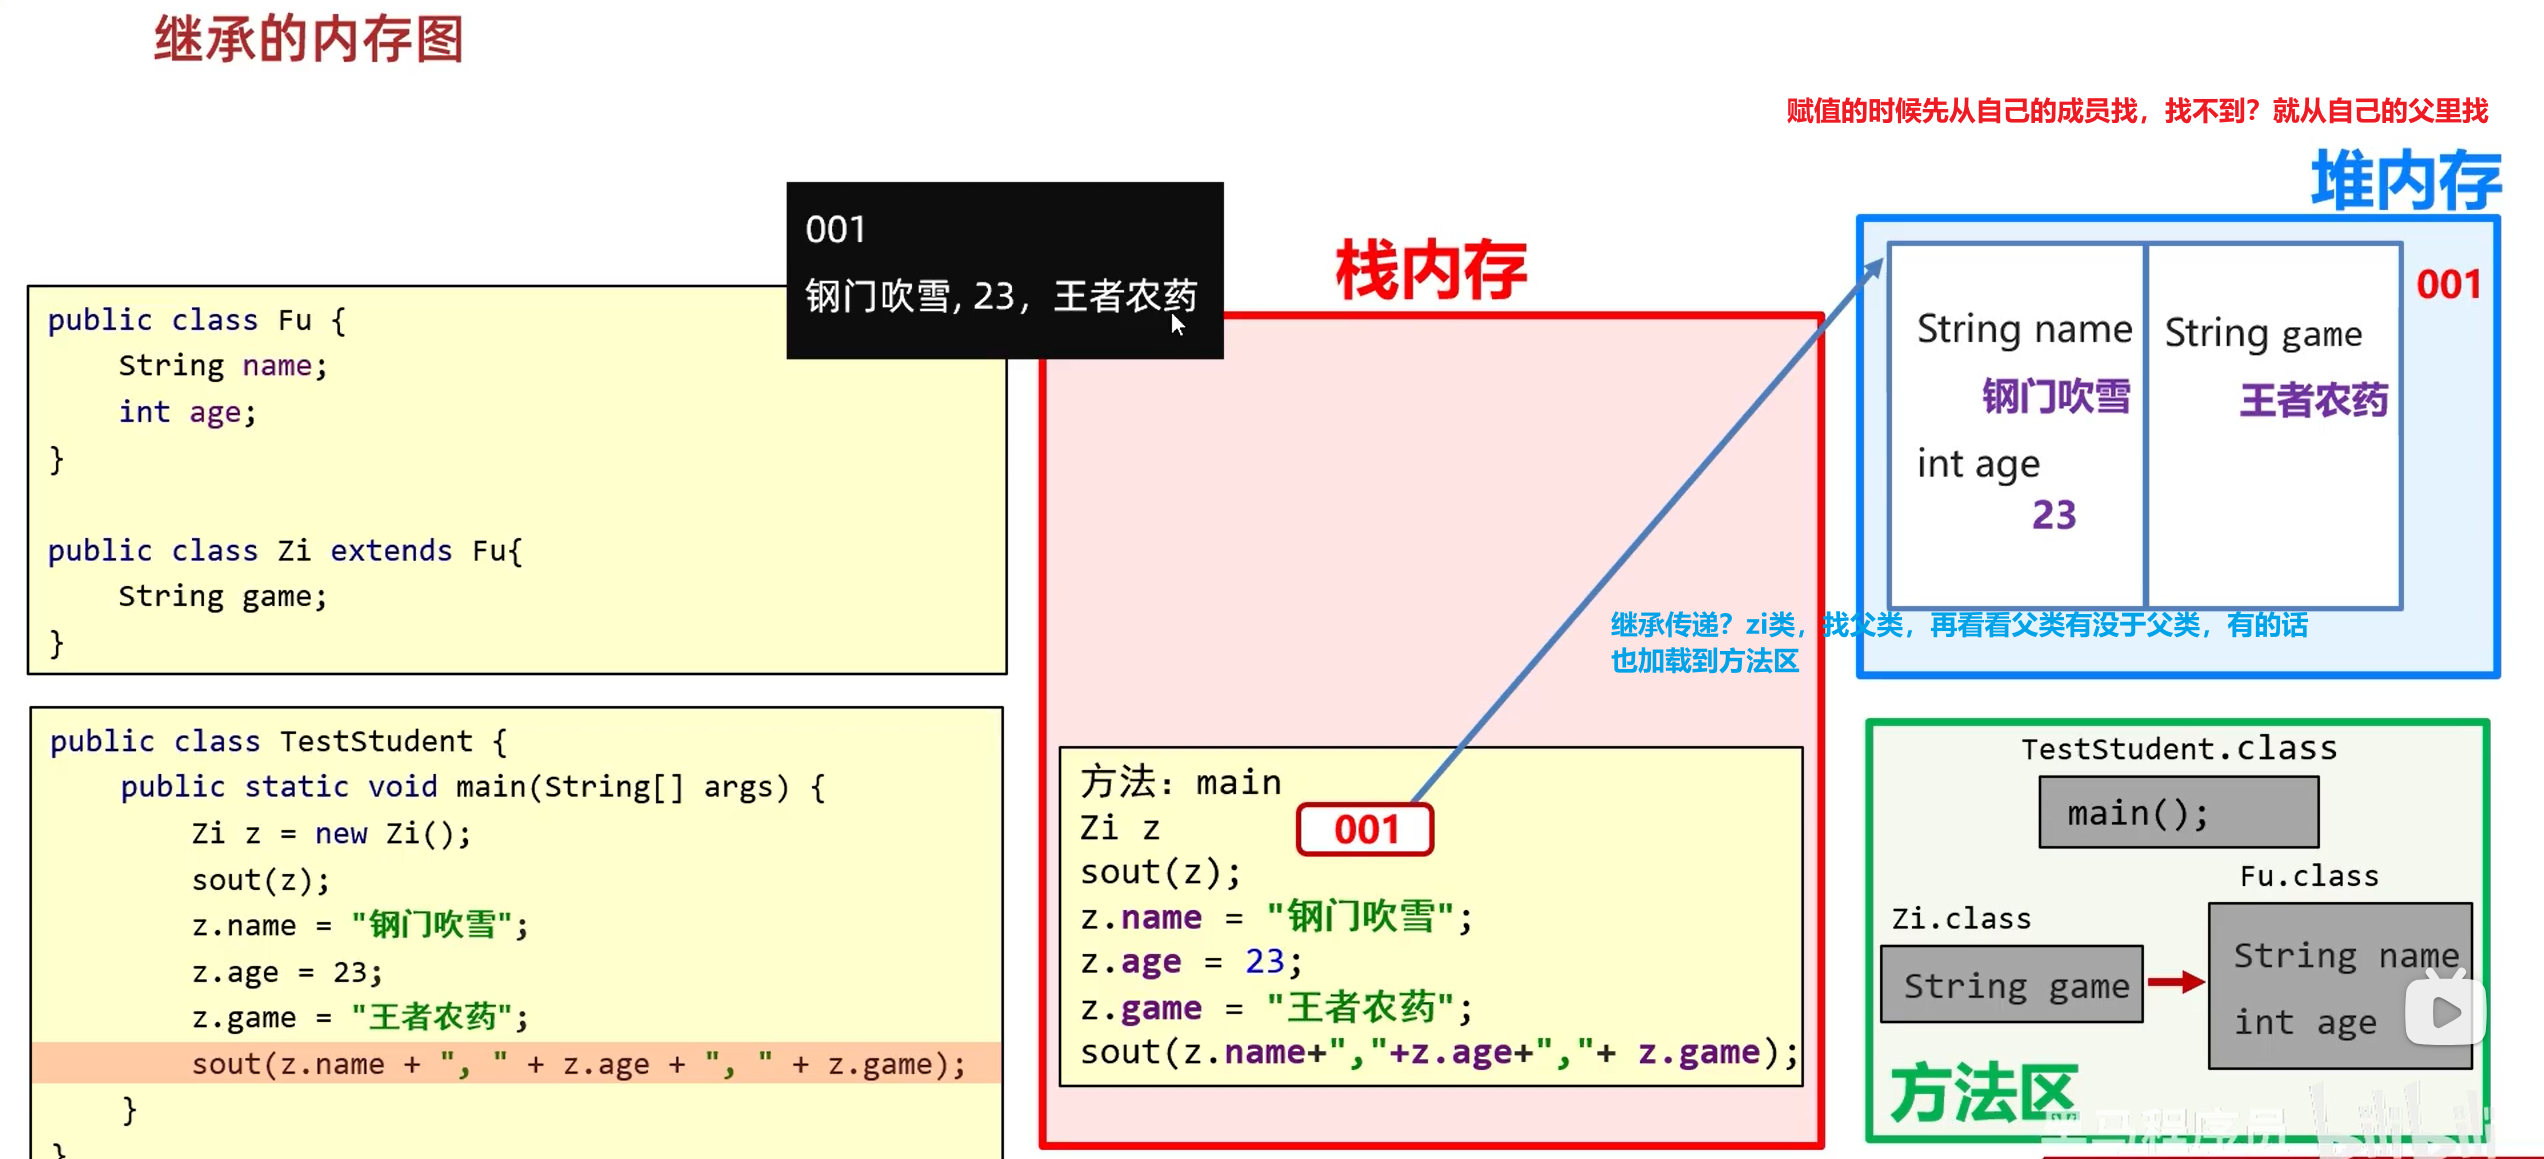 继承的内存图
赋值的时候先从自己的成员找，找不到？就从自己的父里找
001
钢门吹雪, 23，王者农药
public class Fu {
String name;
int age;
}
public class Zi extends Fu{
String game;
}
public class TestStudent {
public static void main(String[] args) {
Zi z = new Zi();
sout(z);
z.name = "钢门吹雪";
z.age = 23;
z.game = "王者农药";
sout(z.name + ", " + z.age + ", " + z.game);
}
}
栈内存
方法：main
Zi z
001
sout(z);
z.name = "钢门吹雪";
z.age = 23;
z.game = "王者农药";
sout(z.name+","+z.age+","+ z.game);
堆内存
001
String name
钢门吹雪
int age
23
String game
王者农药
继承传递？zi类，找父类，再看看父类有没于父类，有的话
也加载到方法区
TestStudent.class
main();
Fu.class
String name
int age
Zi.class
String game
方法区
黑马程序员
bilibili